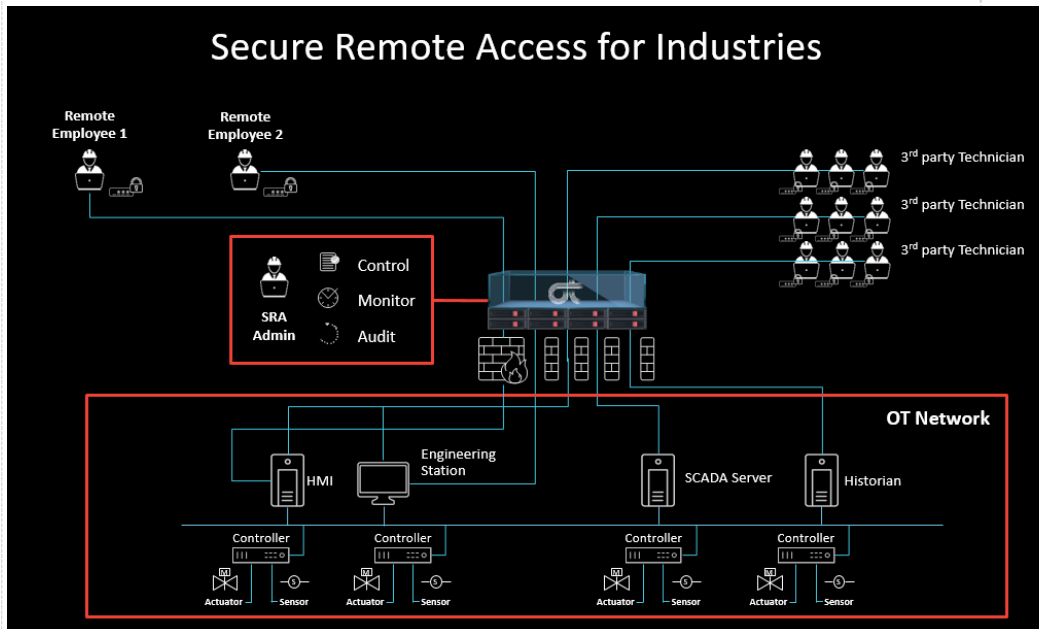 Secure Remote Access for Industries
Remote
Employee 1
Remote
Employee 2
3rd party Technician
3rd party Technician
3rd party Technician
SRA
Admin
Control
Monitor
Audit
OT Network
HMI
Engineering
Station
SCADA Server
Historian
Controller
Controller
Controller
Controller
M
S
M
S
M
S
M
S
Actuator
Sensor
Actuator
Sensor
Actuator
Sensor
Actuator
Sensor